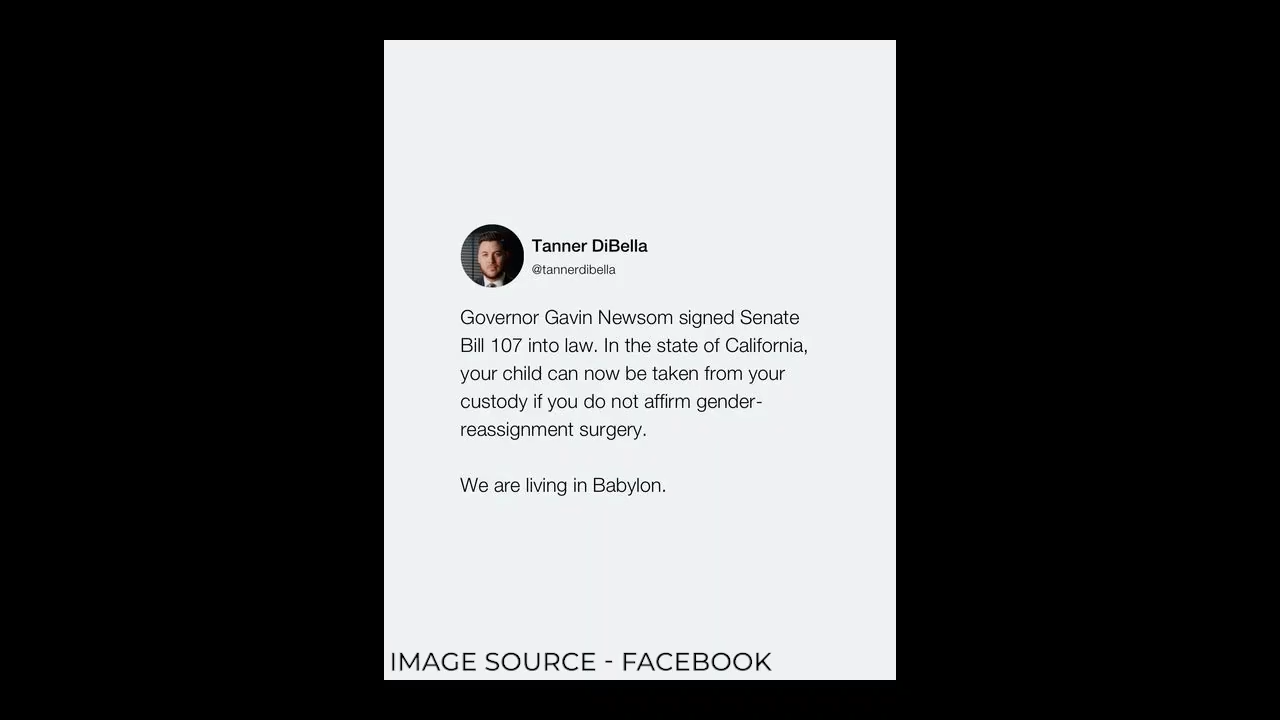 Tanner DiBella
@tannerdibella
Governor Gavin Newsom signed Senate
Bill 107 into law. In the state of California,
your child can now be taken from your
custody if you do not affirm gender-
reassignment surgery.
We are living in Babylon.
IMAGE SOURCE - FACEBOOK